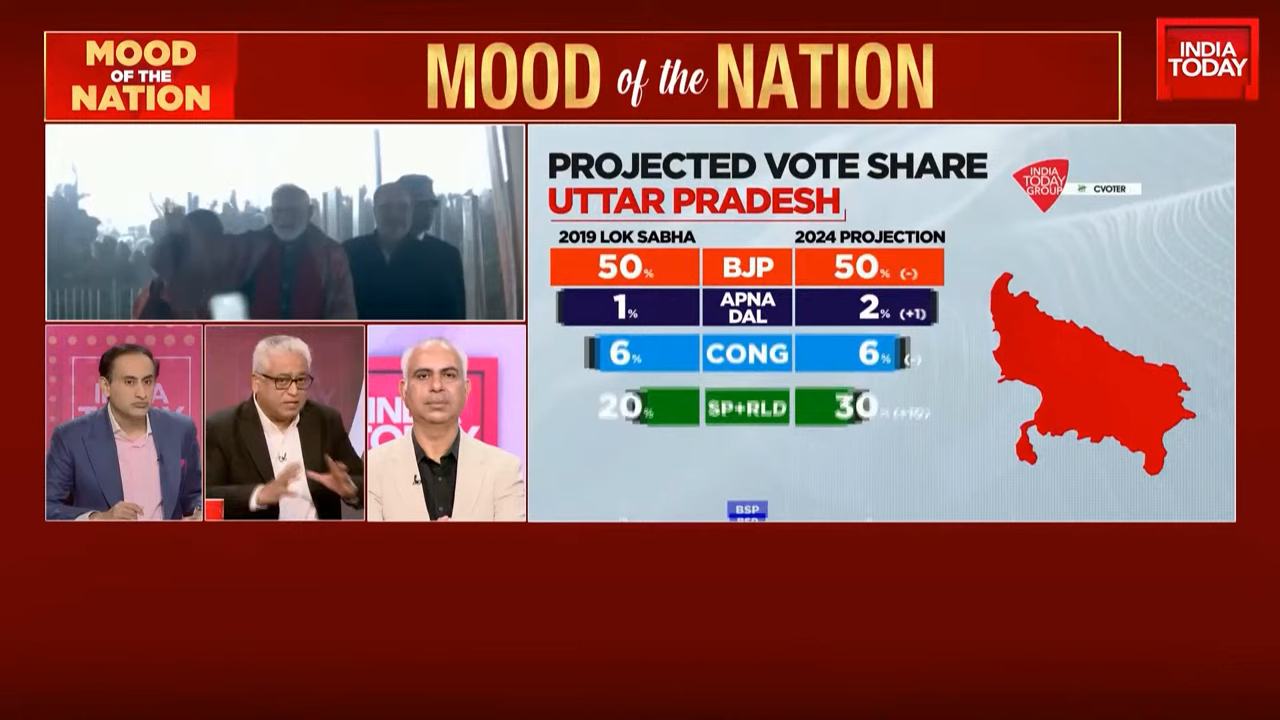 MOOD
OF THE
NATION
MOOD of the NATION
INDIA
TODAY
PROJECTED VOTE SHARE
UTTAR PRADESH
INDIA
TODAY
GROUP
CVOTER
2019 LOK SABHA
2024 PROJECTION
50% BJP 50% (-)
1% APNA DAL 2% (+1)
6% CONG 6% (-)
20% SP+RLD 30%
BSP
INDIA
TODAY